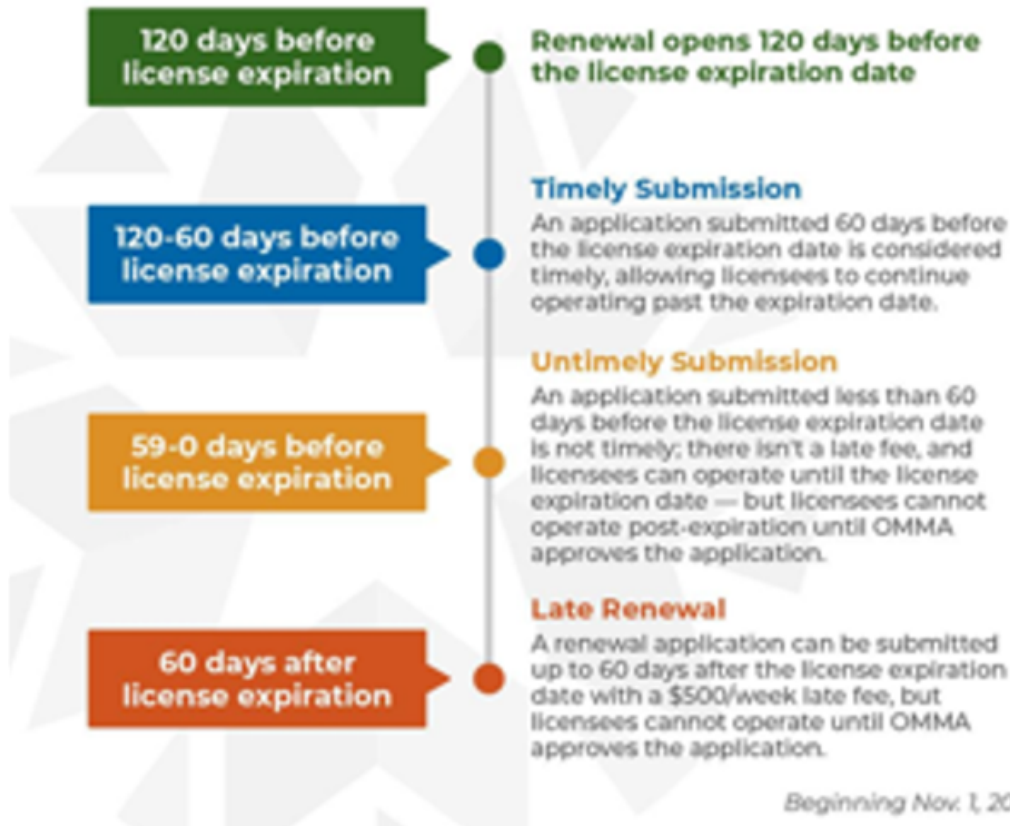 120 days before
license expiration
Renewal opens 120 days before
the license expiration date
120-60 days before
license expiration
Timely Submission
An application submitted 60 days before
the license expiration date is considered
timely, allowing licensees to continue
operating past the expiration date.
59-0 days before
license expiration
Untimely Submission
An application submitted less than 60
days before the license expiration date
is not timely; there isn't a late fee, and
licensees can operate until the license
expiration date — but licensees cannot
operate post-expiration until OMMA
approves the application.
60 days after
license expiration
Late Renewal
A renewal application can be submitted
up to 60 days after the license expiration
date with a $500/week late fee, but
licensees cannot operate until OMMA
approves the application.
Beginning Nov. 1, 20